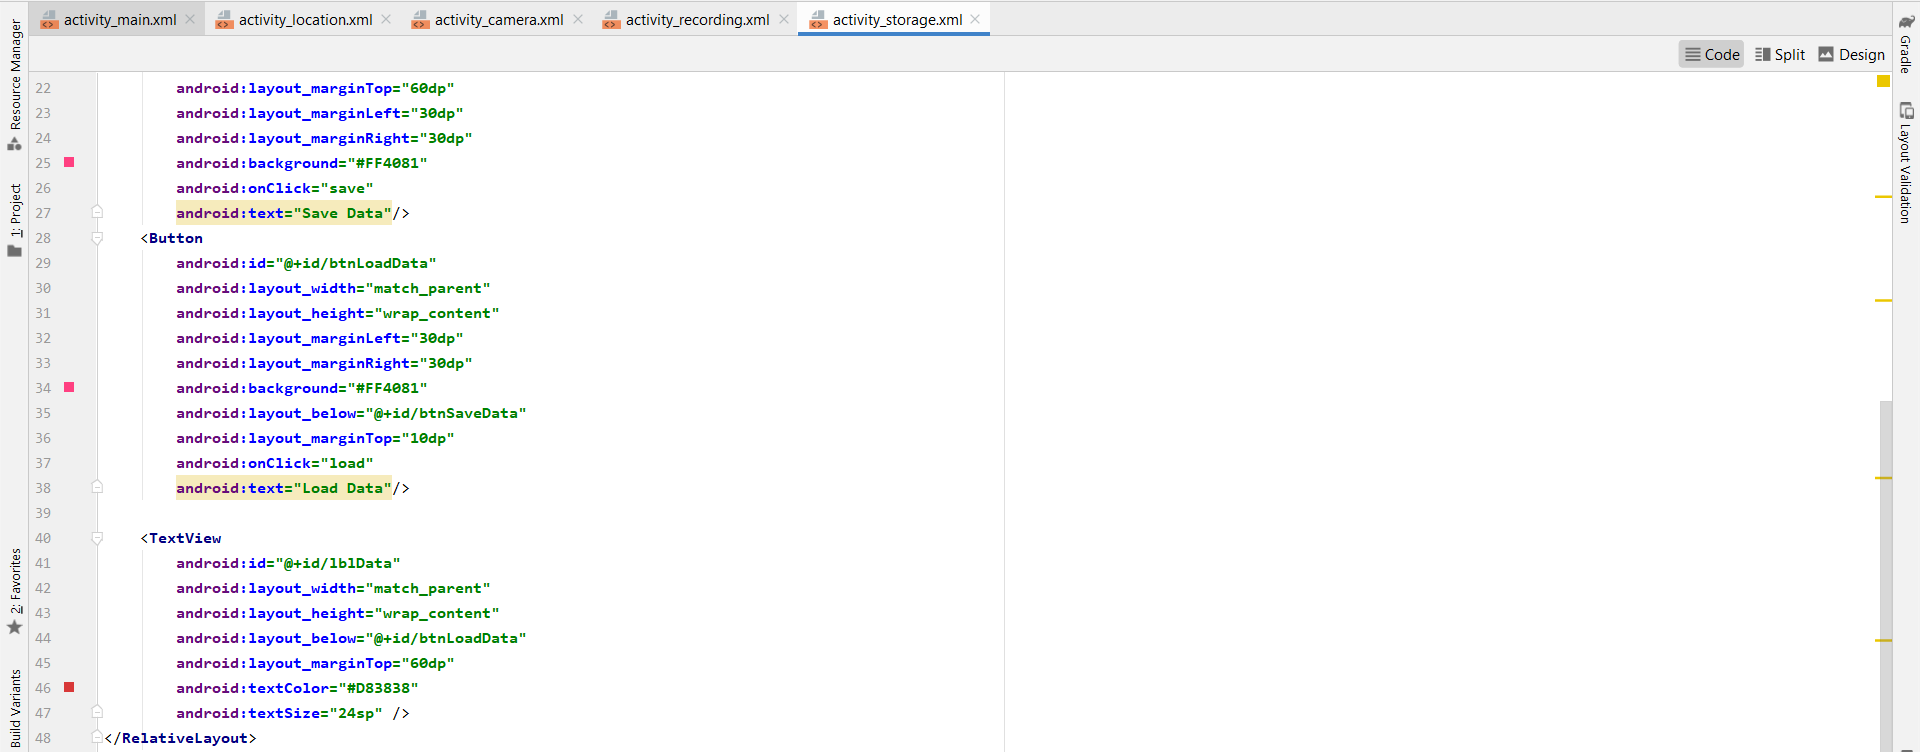 activity_main.xml activity_location.xml activity_camera.xml activity_recording.xml activity_storage.xml
Code Split Design
Resource Manager
1: Project
2: Favorites
Build Variants
22 android:layout_marginTop="60dp"
23 android:layout_marginLeft="30dp"
24 android:layout_marginRight="30dp"
25 android:background="#FF4081"
26 android:onClick="save"
27 android:text="Save Data"/>
28 <Button
29 android:id="@+id/btnLoadData"
30 android:layout_width="match_parent"
31 android:layout_height="wrap_content"
32 android:layout_marginLeft="30dp"
33 android:layout_marginRight="30dp"
34 android:background="#FF4081"
35 android:layout_below="@+id/btnSaveData"
36 android:layout_marginTop="10dp"
37 android:onClick="load"
38 android:text="Load Data"/>
39
40 <TextView
41 android:id="@+id/lblData"
42 android:layout_width="match_parent"
43 android:layout_height="wrap_content"
44 android:layout_below="@+id/btnLoadData"
45 android:layout_marginTop="60dp"
46 android:textColor="#D83838"
47 android:textSize="24sp" />
48 </RelativeLayout>
Gradle
Layout Validation